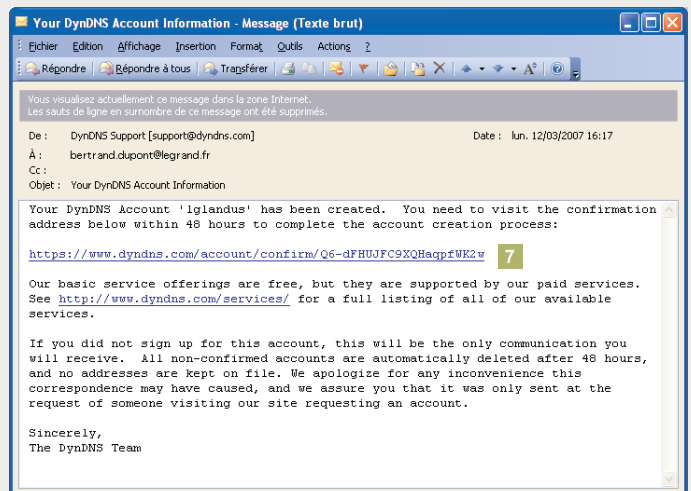 Your DynDNS Account Information - Message (Texte brut)
Fichier Edition Affichage Insertion Format Outils Actions ?
Répondre Répondre à tous Transférer
Vous visualisez actuellement ce message dans la zone Internet.
Les sauts de ligne en surnombre de ce message ont été supprimés.
De : DynDNS Support [support@dyndns.com] Date : lun. 12/03/2007 16:17
À : bertrand.dupont@legrand.fr
Cc :
Objet : Your DynDNS Account Information
Your DynDNS Account 'lglandus' has been created. You need to visit the confirmation
address below within 48 hours to complete the account creation process:
https://www.dyndns.com/account/confirm/Q6-dFHUJFC9XQHaqpfWK2w 7
Our basic service offerings are free, but they are supported by our paid services.
See http://www.dyndns.com/services/ for a full listing of all of our available
services.
If you did not sign up for this account, this will be the only communication you
will receive. All non-confirmed accounts are automatically deleted after 48 hours,
and no addresses are kept on file. We apologize for any inconvenience this
correspondence may have caused, and we assure you that it was only sent at the
request of someone visiting our site requesting an account.
Sincerely,
The DynDNS Team